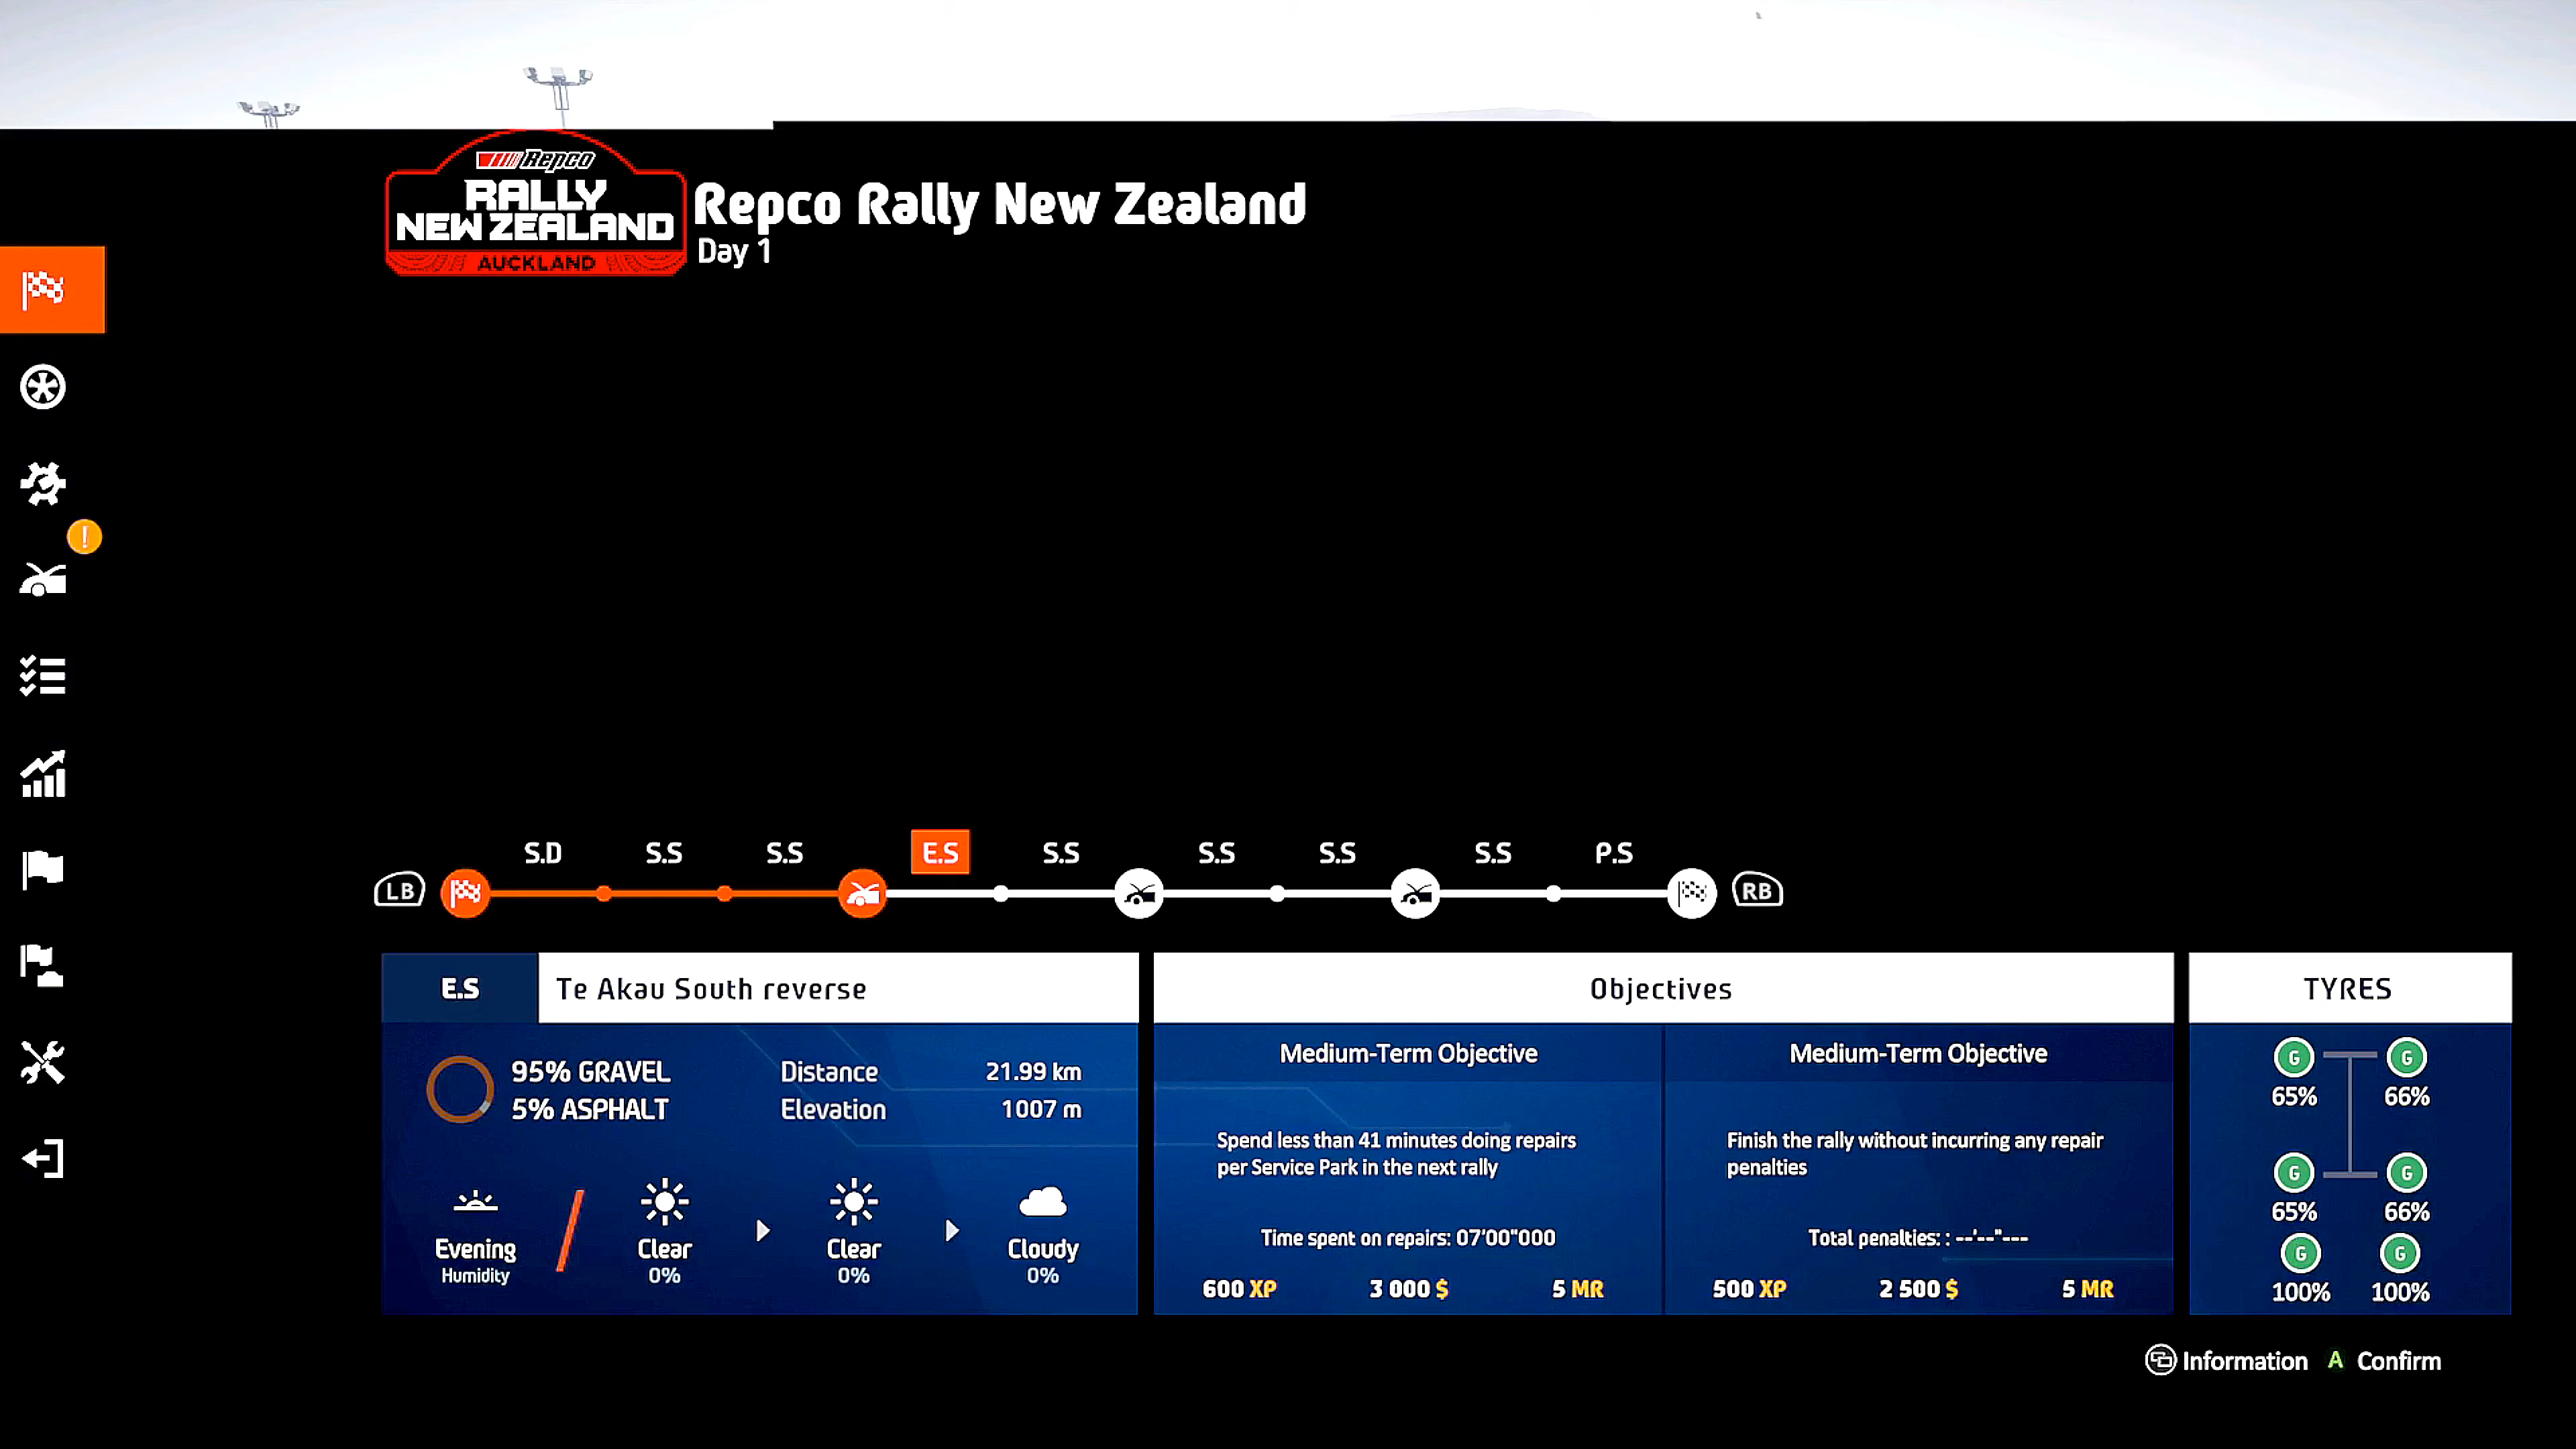 Repco
RALLY
NEW ZEALAND
AUCKLAND
Repco Rally New Zealand
Day 1
!
S.D S.S S.S E.S S.S S.S S.S S.S P.S
LB RB
E.S Te Akau South reverse
95% GRAVEL
5% ASPHALT
Distance 21.99 km
Elevation 1007 m
Evening Clear Clear Cloudy
Humidity 0% 0% 0%
Objectives
Medium-Term Objective
Spend less than 41 minutes doing repairs
per Service Park in the next rally
Time spent on repairs: 07'00"000
600 XP 3 000 $ 5 MR
Medium-Term Objective
Finish the rally without incurring any repair
penalties
Total penalties: : --'--"---
500 XP 2 500 $ 5 MR
TYRES
G G
65% 66%
G G
65% 66%
G G
100% 100%
Information A Confirm